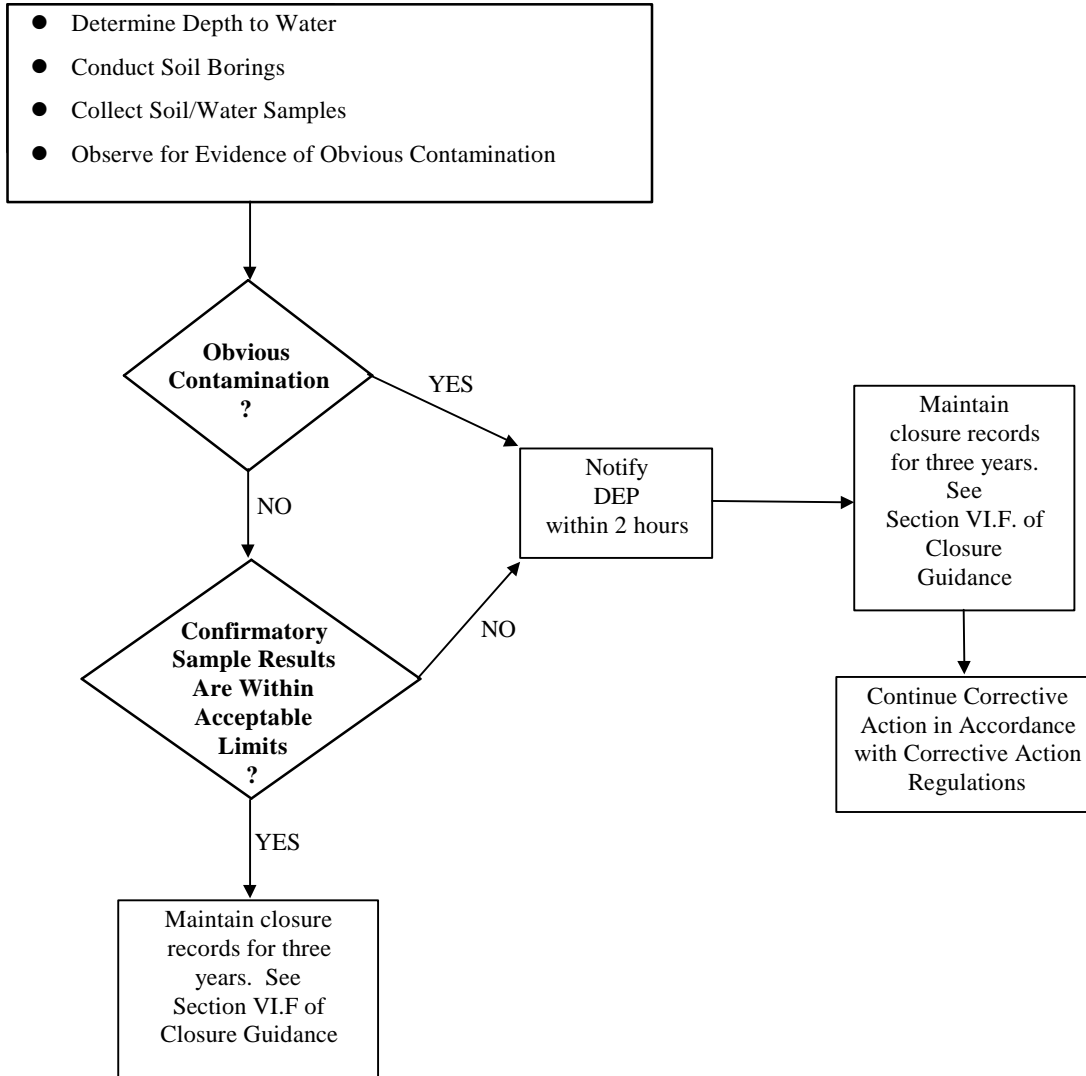 ● Determine Depth to Water
● Conduct Soil Borings
● Collect Soil/Water Samples
● Observe for Evidence of Obvious Contamination
Obvious
Contamination
?
YES
NO
Notify
DEP
within 2 hours
Maintain
closure records
for three years.
See
Section VI.F. of
Closure
Guidance
Confirmatory
Sample Results
Are Within
Acceptable
Limits
?
NO
YES
Continue Corrective
Action in Accordance
with Corrective Action
Regulations
Maintain closure
records for three
years.  See
Section VI.F of
Closure Guidance